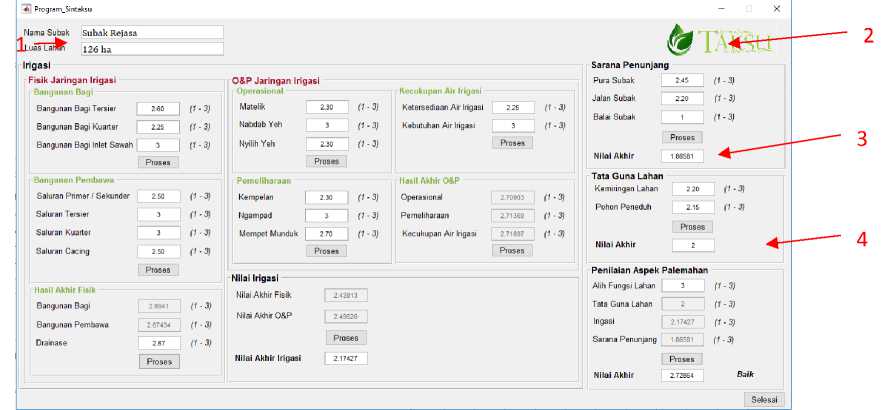 Program_Sintaksu
Nama Subak Subak Rejasa
1
Luas Lahan 126 ha
TAKSU
2
Irigasi
Fisik Jaringan Irigasi
Bangunan Bagi
Bangunan Bagi Tersier 2.60 (1 - 3)
Bangunan Bagi Kuarter 2.25 (1 - 3)
Bangunan Bagi Inlet Sawah 3 (1 - 3)
Proses
Bangunan Pembawa
Saluran Primer / Sekunder 2.50 (1 - 3)
Saluran Tersier 3 (1 - 3)
Saluran Kuarter 3 (1 - 3)
Saluran Cacing 2.50 (1 - 3)
Proses
Hasil Akhir Fisik
Bangunan Bagi 2.6941 (1 - 3)
Bangunan Pembawa 2.67434 (1 - 3)
Drainase 2.67 (1 - 3)
Proses
O&P Jaringan Irigasi
Operasional
Matelik 2.30 (1 - 3)
Nabdab Yeh 3 (1 - 3)
Nyilih Yeh 2.30 (1 - 3)
Proses
Kecukupan Air Irigasi
Ketersediaan Air Irigasi 2.25 (1 - 3)
Kebutuhan Air Irigasi 3 (1 - 3)
Proses
Pemeliharaan
Kempelan 2.30 (1 - 3)
Ngampad 3 (1 - 3)
Mempet Munduk 2.70 (1 - 3)
Proses
Hasil Akhir O&P
Operasional (1 - 3)
Pemeliharaan 2.71369 (1 - 3)
Kecukupan Air Irigasi (1 - 3)
Proses
Nilai Irigasi
Nilai Akhir Fisik 2.42813
Nilai Akhir O&P
Proses
Nilai Akhir Irigasi 2.17427
Sarana Penunjang
Pura Subak 2.45 (1 - 3)
Jalan Subak 2.20 (1 - 3)
Balai Subak 1 (1 - 3)
Proses
Nilai Akhir 1.86581
3
Tata Guna Lahan
Kemiringan Lahan 2.20 (1 - 3)
Pohon Peneduh 2.15 (1 - 3)
Proses
Nilai Akhir 2
4
Penilaian Aspek Palemahan
Alih Fungsi Lahan 3 (1 - 3)
Tata Guna Lahan 2 (1 - 3)
Irigasi 2.17427 (1 - 3)
Sarana Penunjang 1.86581 (1 - 3)
Proses
Nilai Akhir 2.72864 Baik
Selesai